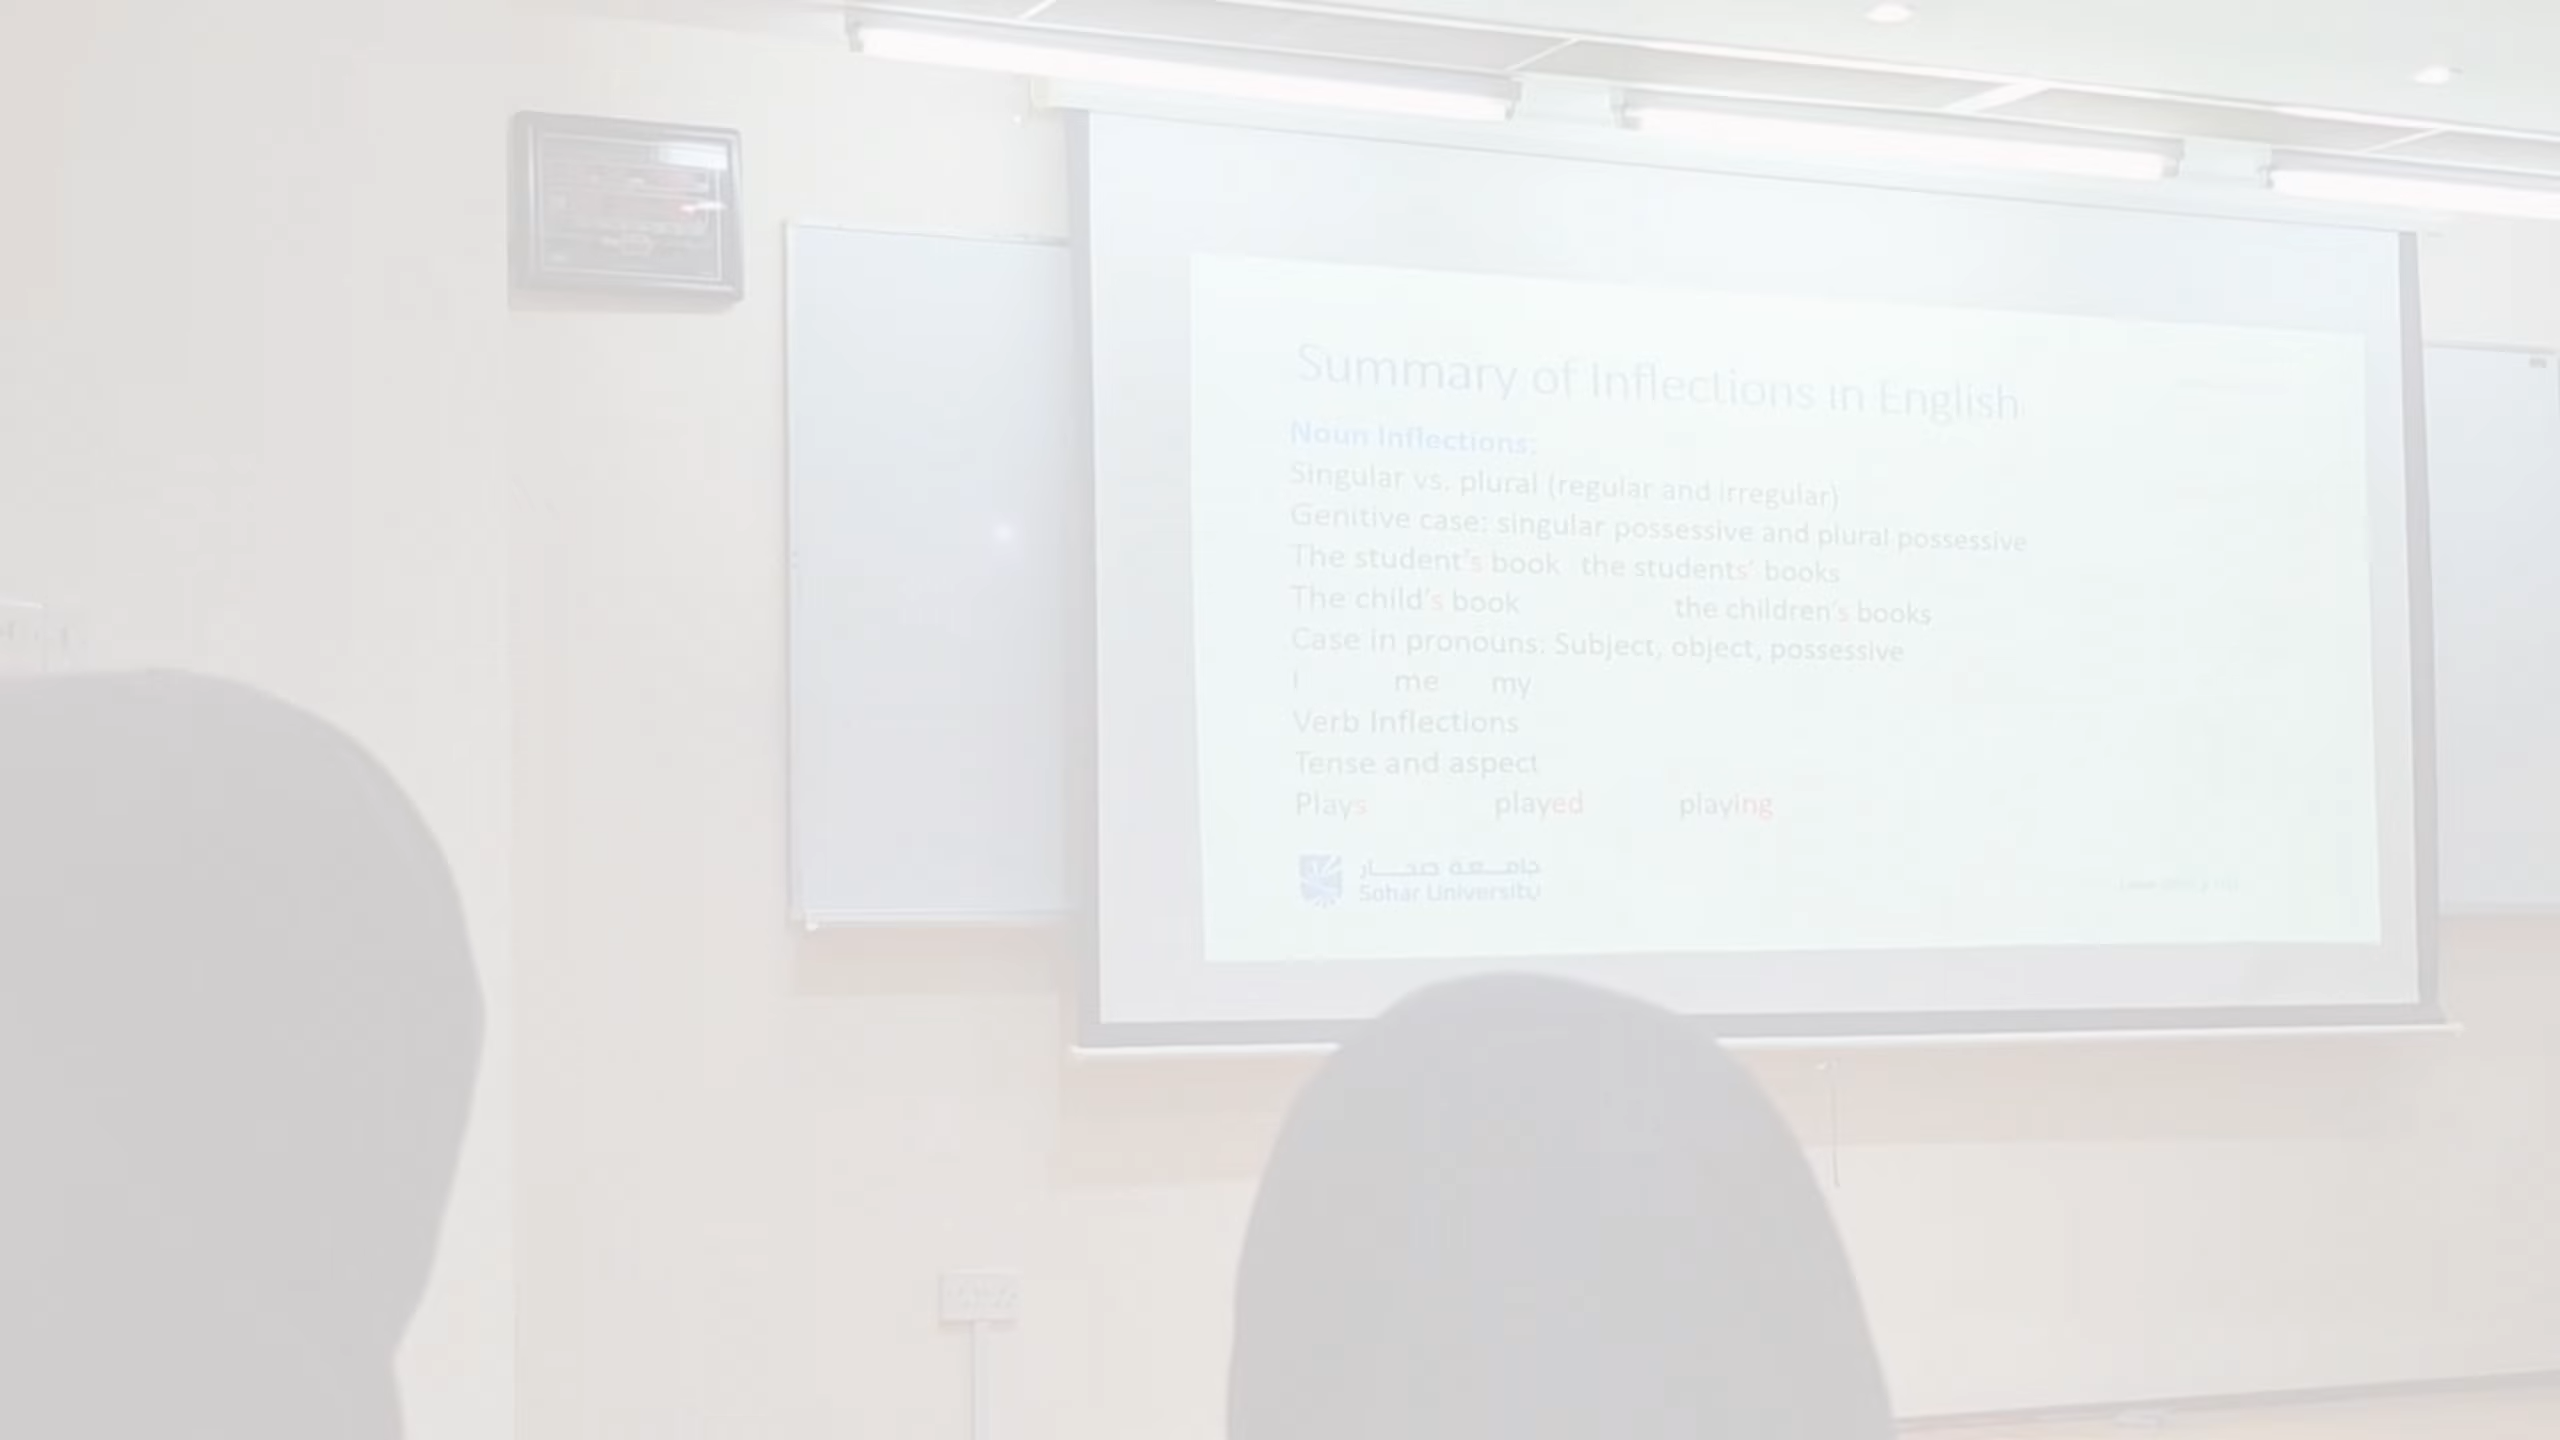 Summary of Inflections in English
Noun Inflections:
Singular vs. plural (regular and irregular)
Genitive case: singular possessive and plural possessive
The student's book the students' books
The child's book the children's books
Case in pronouns: Subject, object, possessive
I me my
Verb Inflections
Tense and aspect
Plays played playing
جامعة صحار
Sohar University